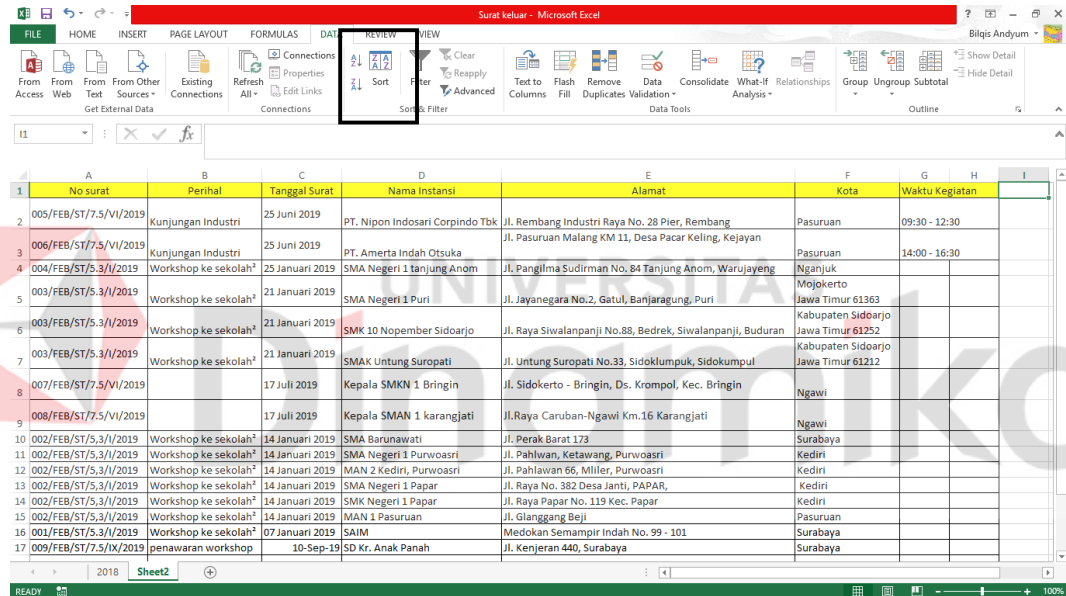 Surat keluar - Microsoft Excel
FILE HOME INSERT PAGE LAYOUT FORMULAS DATA REVIEW VIEW Bilqis Andyum
From Access
From Web
From Text
From Other Sources
Existing Connections
Refresh All
Connections
Properties
Edit Links
Sort
Filter
Clear
Reapply
Advanced
Text to Columns
Flash Fill
Remove Duplicates
Data Validation
Consolidate
What-If Analysis
Relationships
Group
Ungroup
Subtotal
Show Detail
Hide Detail
Get External Data Connections Sort & Filter Data Tools Outline
I1 fx
A B C D E F G H I
1 No surat Perihal Tanggal Surat Nama Instansi Alamat Kota Waktu Kegiatan
2 005/FEB/ST/7.5/VI/2019 Kunjungan Industri 25 Juni 2019 PT. Nipon Indosari Corpindo Tbk Jl. Rembang Industri Raya No. 28 Pier, Rembang Pasuruan 09:30 - 12:30
3 006/FEB/ST/7.5/VI/2019 Kunjungan Industri 25 Juni 2019 PT. Amerta Indah Otsuka Jl. Pasuruan Malang KM 11, Desa Pacar Keling, Kejayan Pasuruan 14:00 - 16:30
4 004/FEB/ST/5.3/I/2019 Workshop ke sekolah² 25 Januari 2019 SMA Negeri 1 tanjung Anom Jl. Pangilma Sudirman No. 84 Tanjung Anom, Warujayeng Nganjuk
5 003/FEB/ST/5.3/I/2019 Workshop ke sekolah² 21 Januari 2019 SMA Negeri 1 Puri Jl. Jayanegara No.2, Gatul, Banjaragung, Puri Mojokerto Jawa Timur 61363
6 003/FEB/ST/5.3/I/2019 Workshop ke sekolah² 21 Januari 2019 SMK 10 Nopember Sidoarjo Jl. Raya Siwalanpanji No.88, Bedrek, Siwalanpanji, Buduran Kabupaten Sidoarjo Jawa Timur 61252
7 003/FEB/ST/5.3/I/2019 Workshop ke sekolah² 21 Januari 2019 SMAK Untung Suropati Jl. Untung Suropati No.33, Sidoklumpuk, Sidokumpul Kabupaten Sidoarjo Jawa Timur 61212
8 007/FEB/ST/7.5/VI/2019 17 Juli 2019 Kepala SMKN 1 Bringin Jl. Sidokerto - Bringin, Ds. Krompol, Kec. Bringin Ngawi
9 008/FEB/ST/7.5/VI/2019 17 Juli 2019 Kepala SMAN 1 karangjati Jl.Raya Caruban-Ngawi Km.16 Karangjati Ngawi
10 002/FEB/ST/5,3/I/2019 Workshop ke sekolah² 14 Januari 2019 SMA Barunawati Jl. Perak Barat 173 Surabaya
11 002/FEB/ST/5,3/I/2019 Workshop ke sekolah² 14 Januari 2019 SMA Negeri 1 Purwoasri Jl. Pahlwan, Ketawang, Purwoasri Kediri
12 002/FEB/ST/5,3/I/2019 Workshop ke sekolah² 14 Januari 2019 MAN 2 Kediri, Purwoasri Jl. Pahlawan 66, Mliler, Purwoasri Kediri
13 002/FEB/ST/5,3/I/2019 Workshop ke sekolah² 14 Januari 2019 SMA Negeri 1 Papar Jl. Raya No. 382 Desa Janti, PAPAR, Kediri
14 002/FEB/ST/5,3/I/2019 Workshop ke sekolah² 14 Januari 2019 SMK Negeri 1 Papar Jl. Raya Papar No. 119 Kec. Papar Kediri
15 002/FEB/ST/5,3/I/2019 Workshop ke sekolah² 14 Januari 2019 MAN 1 Pasuruan Jl. Glanggang Beji Pasuruan
16 001/FEB/ST/5.3/I/2019 Workshop ke sekolah² 07 Januari 2019 SAIM Medokan Semampir Indah No. 99 - 101 Surabaya
17 009/FEB/ST/7.5/IX/2019 penawaran workshop 10-Sep-19 SD Kr. Anak Panah Jl. Kenjeran 440, Surabaya Surabaya
UNIVERSITAS
Dinamika
2018 Sheet2
READY 100%